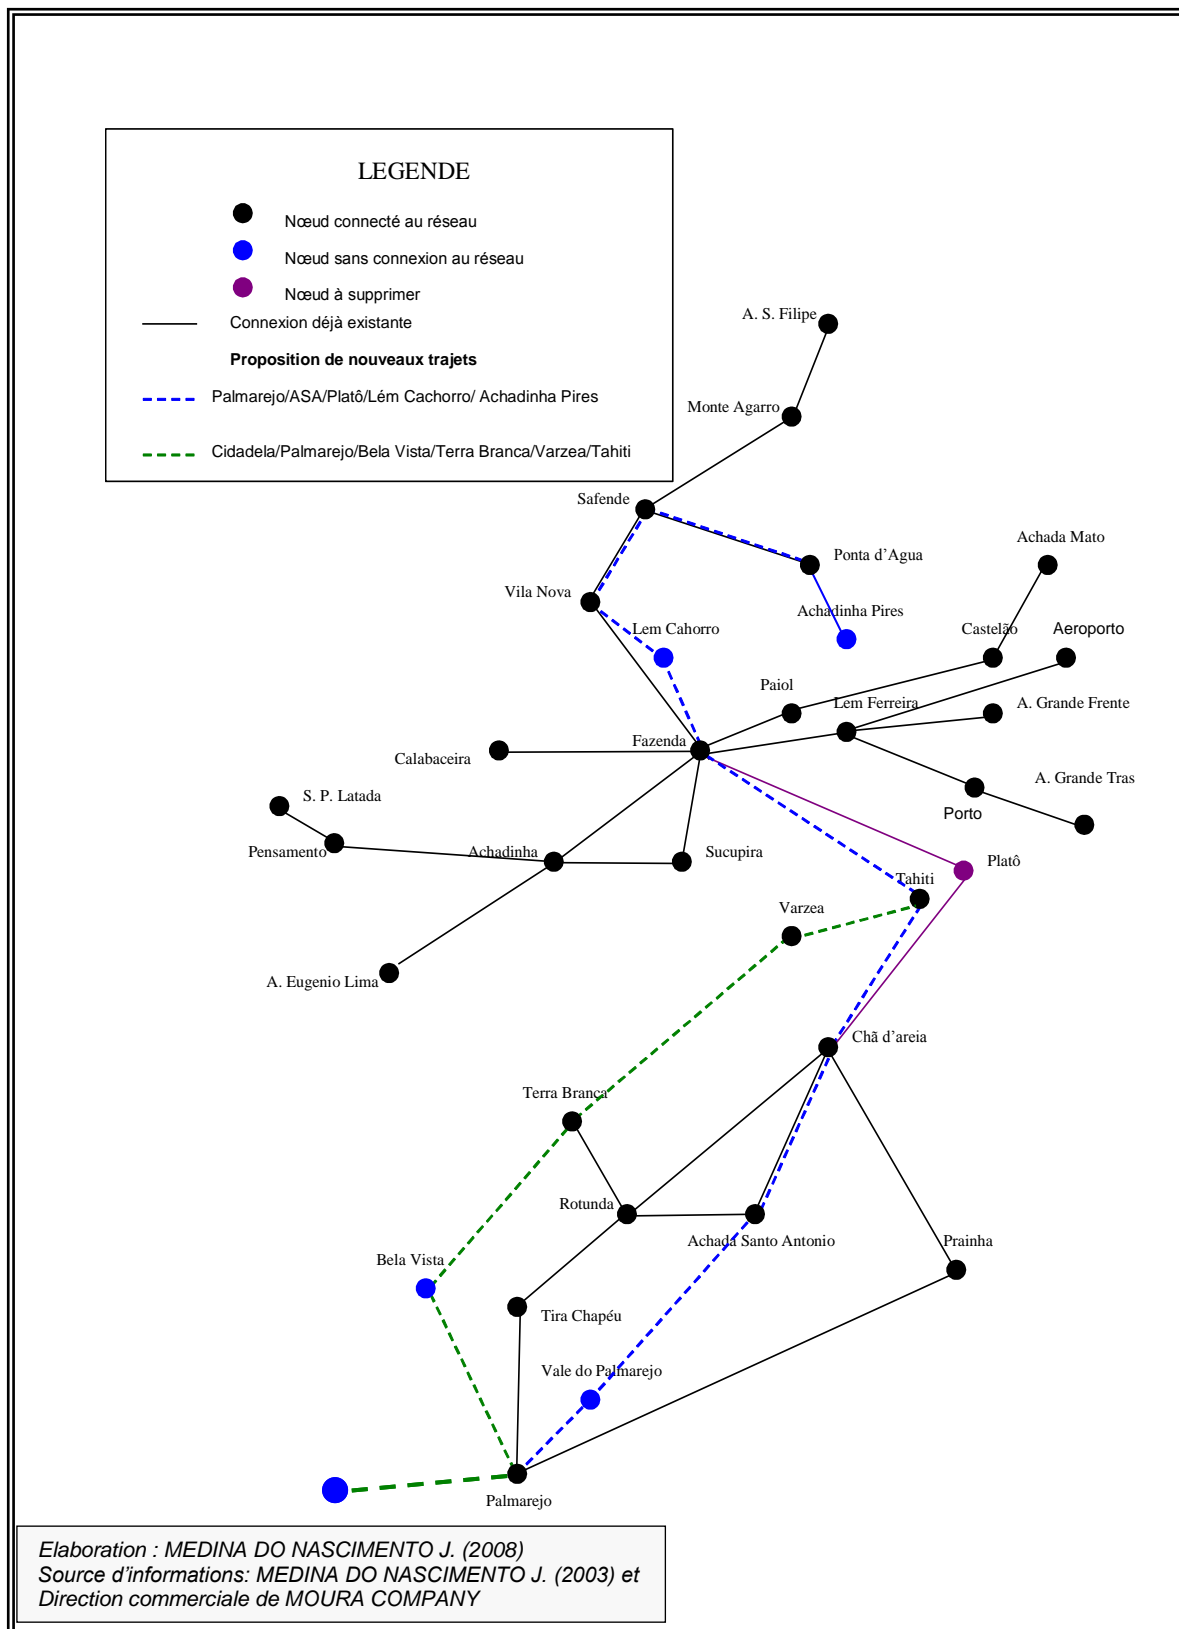 LEGENDE
Nœud connecté au réseau
Nœud sans connexion au réseau
Nœud à supprimer
Connexion déjà existante
Proposition de nouveaux trajets
Palmarejo/ASA/Platô/Lém Cachorro/ Achadinha Pires
Cidadela/Palmarejo/Bela Vista/Terra Branca/Varzea/Tahiti
A. S. Filipe
Monte Agarro
Safende
Ponta d’Agua
Achada Mato
Vila Nova
Achadinha Pires
Lem Cahorro
Castelão
Aeroporto
Paiol
Lem Ferreira
A. Grande Frente
Fazenda
Calabaceira
A. Grande Tras
S. P. Latada
Porto
Pensamento
Achadinha
Sucupira
Platô
Tahiti
Varzea
A. Eugenio Lima
Chã d’areia
Terra Branca
Rotunda
Achada Santo Antonio
Prainha
Bela Vista
Tira Chapéu
Vale do Palmarejo
Palmarejo
Elaboration : MEDINA DO NASCIMENTO J. (2008)
Source d'informations: MEDINA DO NASCIMENTO J. (2003) et
Direction commerciale de MOURA COMPANY